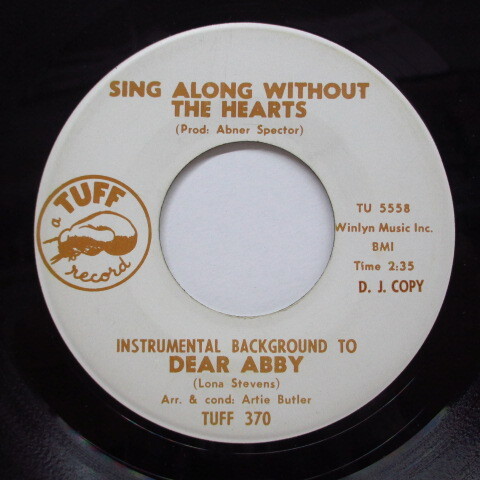 SING ALONG WITHOUT
THE HEARTS
(Prod: Abner Spector)
a TUFF
record
TU 5558
Winlyn Music Inc.
BMI
Time 2:35
D. J. COPY
INSTRUMENTAL BACKGROUND TO
DEAR ABBY
(Lona Stevens)
Arr. & cond: Artie Butler
TUFF 370